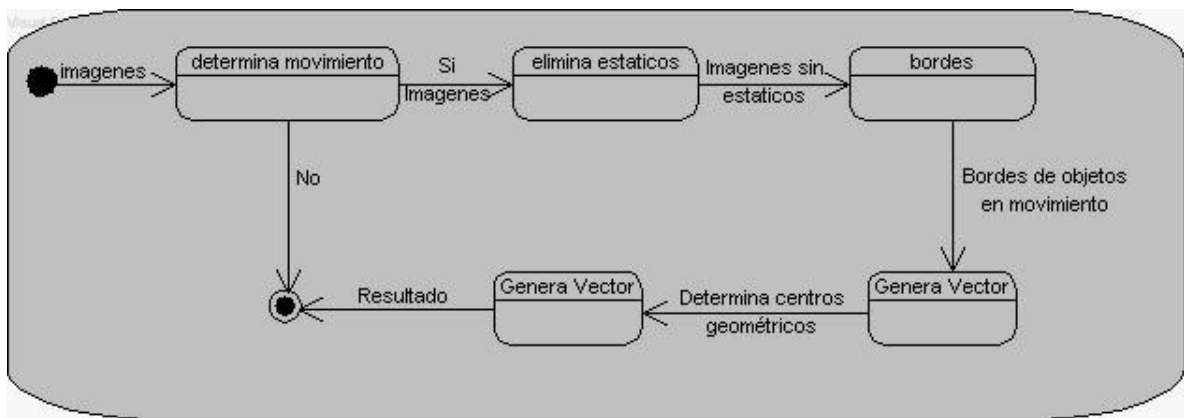 imagenes
determina movimiento
Si
Imagenes
elimina estaticos
Imagenes sin
estaticos
bordes
No
Bordes de objetos
en movimiento
Resultado
Genera Vector
Determina centros
geométricos
Genera Vector